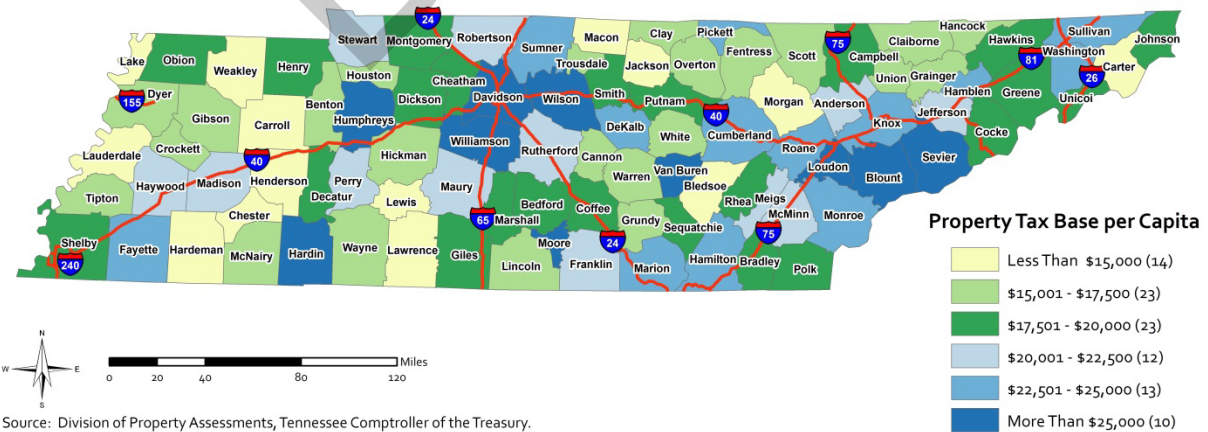 24
Stewart
Montgomery
Robertson
Sumner
Macon
Trousdale
Clay
Pickett
Fentress
Jackson
Overton
Scott
75
Campbell
Claiborne
Hancock
Hawkins
Union
Grainger
81
Washington
Sullivan
Johnson
26
Carter
Unicoi
Greene
Hamblen
Jefferson
Cocke
Lake
Obion
Weakley
Henry
Houston
Cheatham
155
Dyer
Gibson
Benton
Humphreys
Dickson
Davidson
Wilson
Smith
Putnam
40
Morgan
Anderson
Knox
Carroll
Crockett
Lauderdale
Haywood
Madison
40
Henderson
Perry
Decatur
Hickman
Williamson
Rutherford
Cannon
DeKalb
White
Cumberland
Roane
Loudon
Blount
Sevier
Warren
Van Buren
Bledsoe
Rhea
Meigs
McMinn
Monroe
Tipton
Chester
Lewis
Maury
65
Marshall
Bedford
Coffee
Grundy
Sequatchie
75
Shelby
240
Fayette
Hardeman
McNairy
Hardin
Wayne
Lawrence
Giles
Lincoln
Moore
Franklin
24
Marion
Hamilton
Bradley
Polk
Property Tax Base per Capita
Less Than $15,000 (14)
$15,001 - $17,500 (23)
$17,501 - $20,000 (23)
$20,001 - $22,500 (12)
$22,501 - $25,000 (13)
More Than $25,000 (10)
N
W E
S
Miles
0 20 40 80 120
Source: Division of Property Assessments, Tennessee Comptroller of the Treasury.